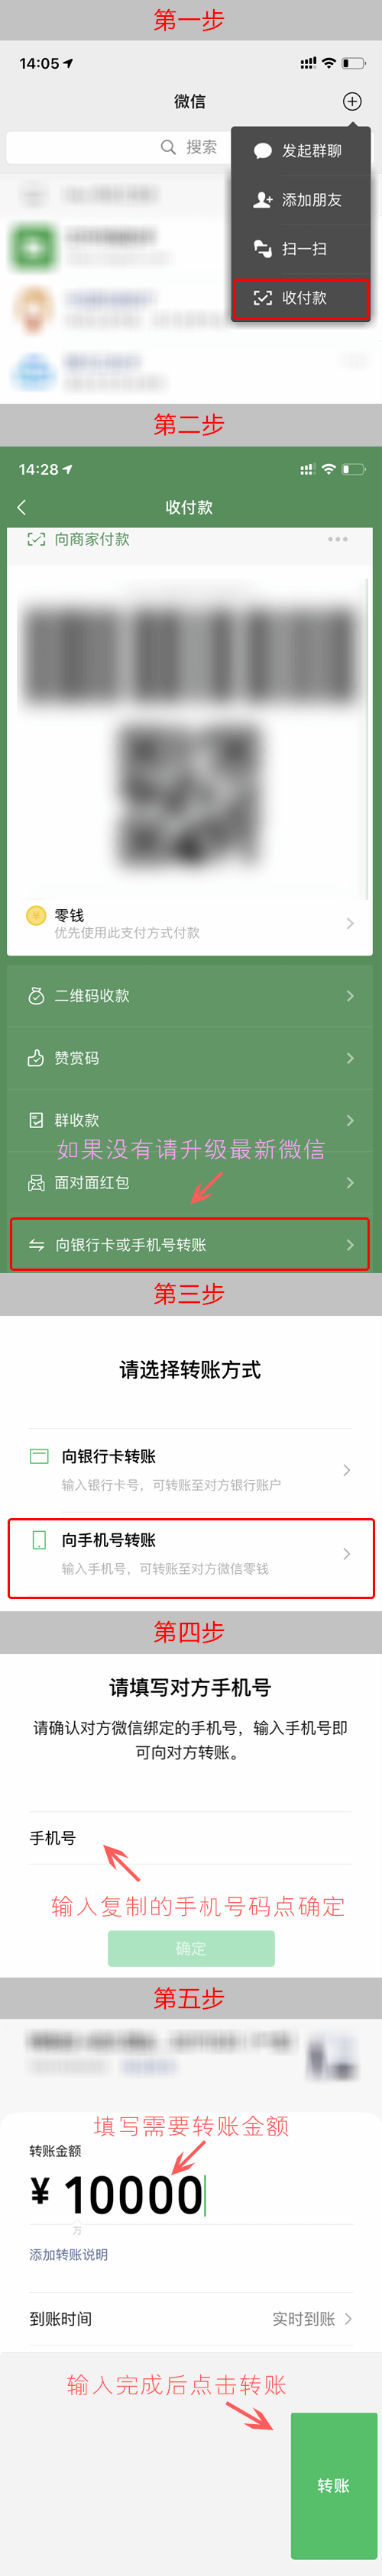 第一步
14:05
微信
搜索
发起群聊
添加朋友
扫一扫
收付款
第二步
14:28
收付款
向商家付款
零钱
优先使用此支付方式付款
二维码收款
赞赏码
群收款
如果没有请升级最新微信
面对面红包
向银行卡或手机号转账
第三步
请选择转账方式
向银行卡转账
输入银行卡号，可转账至对方银行账户
向手机号转账
输入手机号，可转账至对方微信零钱
第四步
请填写对方手机号
请确认对方微信绑定的手机号，输入手机号即
可向对方转账。
手机号
输入复制的手机号码点确定
确定
第五步
填写需要转账金额
转账金额
¥ 10000
万
添加转账说明
到账时间 实时到账
输入完成后点击转账
转账